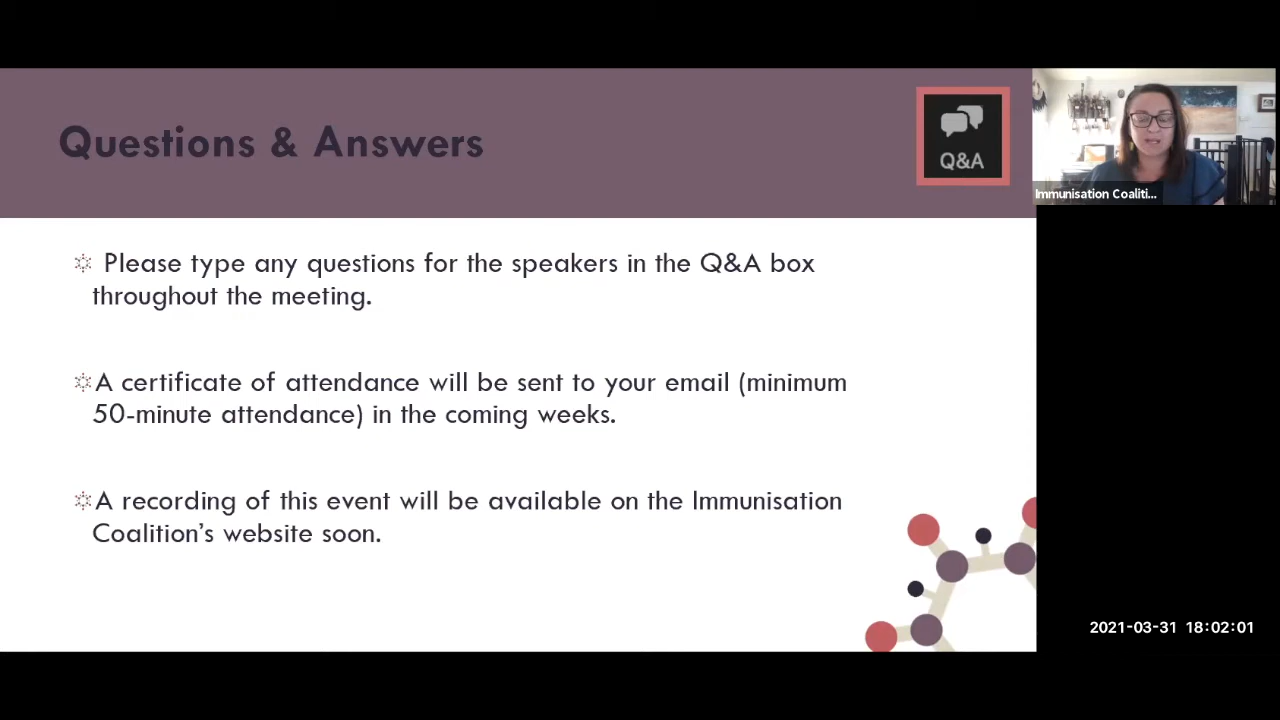 Questions & Answers
Q&A
Immunisation Coaliti...
Please type any questions for the speakers in the Q&A box
throughout the meeting.
A certificate of attendance will be sent to your email (minimum
50-minute attendance) in the coming weeks.
A recording of this event will be available on the Immunisation
Coalition’s website soon.
2021-03-31 18:02:01